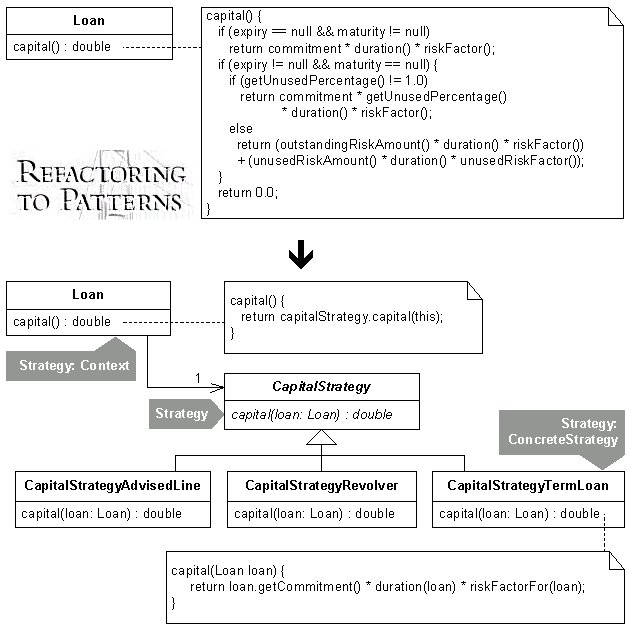 Loan
capital() : double
capital() {
if (expiry == null && maturity != null)
return commitment * duration() * riskFactor();
if (expiry != null && maturity == null) {
if (getUnusedPercentage() != 1.0)
return commitment * getUnusedPercentage()
* duration() * riskFactor();
else
return (outstandingRiskAmount() * duration() * riskFactor())
+ (unusedRiskAmount() * duration() * unusedRiskFactor());
}
return 0.0;
}
REFACTORING
TO PATTERNS
Loan
capital() : double
capital() {
return capitalStrategy.capital(this);
}
Strategy: Context
1
CapitalStrategy
capital(loan: Loan) : double
Strategy
Strategy:
ConcreteStrategy
CapitalStrategyAdvisedLine
capital(loan: Loan) : double
CapitalStrategyRevolver
capital(loan: Loan) : double
CapitalStrategyTermLoan
capital(loan: Loan) : double
capital(Loan loan) {
return loan.getCommitment() * duration(loan) * riskFactorFor(loan);
}